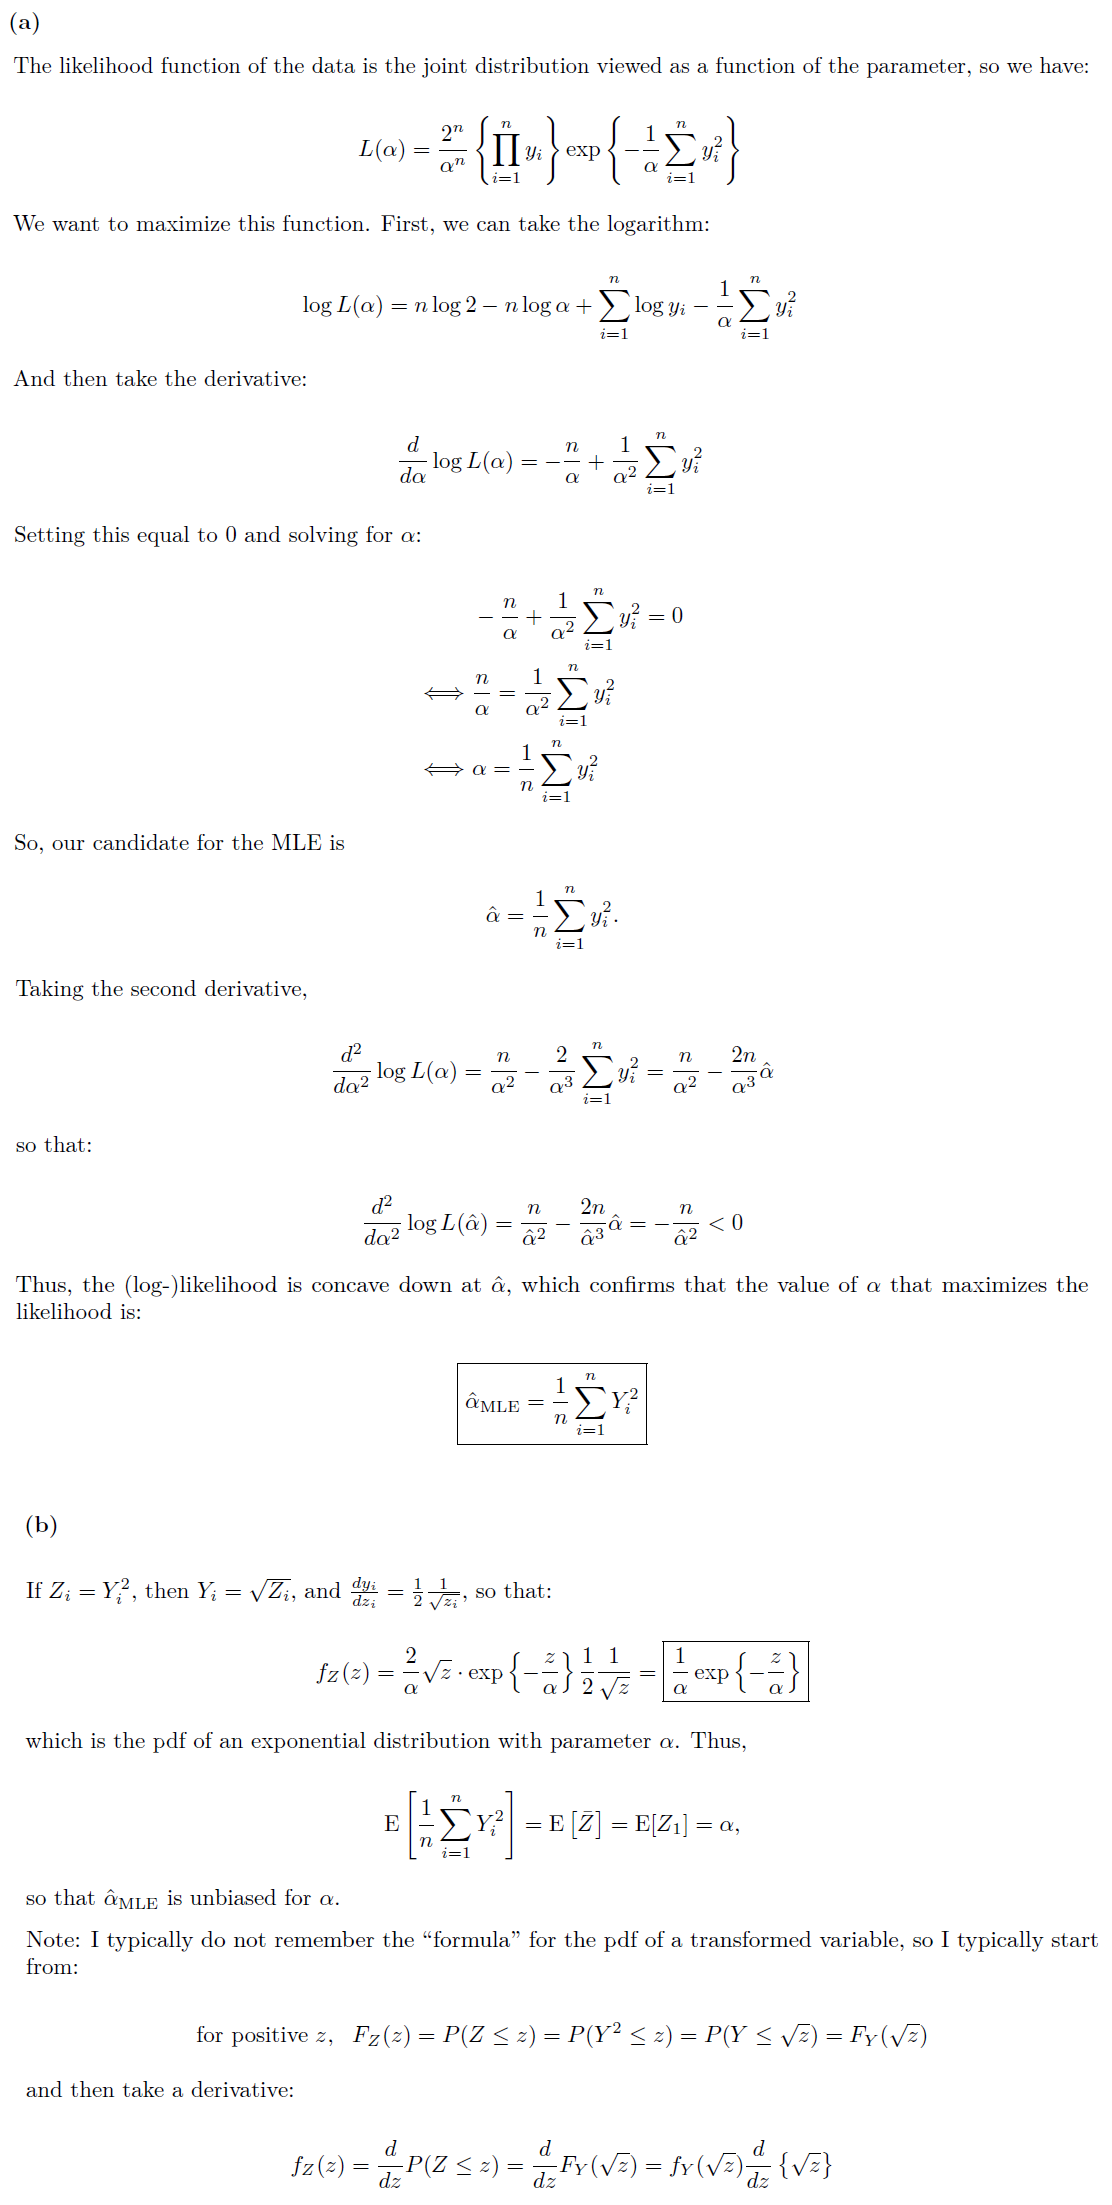 (a)
The likelihood function of the data is the joint distribution viewed as a function of the parameter, so we have:
$$L(\alpha) = \frac{2^n}{\alpha^n} \left\{ \prod_{i=1}^{n} y_i \right\} \exp\left\{ -\frac{1}{\alpha} \sum_{i=1}^{n} y_i^2 \right\}$$
We want to maximize this function. First, we can take the logarithm:
$$\log L(\alpha) = n \log 2 - n \log \alpha + \sum_{i=1}^{n} \log y_i - \frac{1}{\alpha} \sum_{i=1}^{n} y_i^2$$
And then take the derivative:
$$\frac{d}{d\alpha} \log L(\alpha) = -\frac{n}{\alpha} + \frac{1}{\alpha^2} \sum_{i=1}^{n} y_i^2$$
Setting this equal to 0 and solving for $\alpha$:
$$-\frac{n}{\alpha} + \frac{1}{\alpha^2} \sum_{i=1}^{n} y_i^2 = 0$$
$$\iff \frac{n}{\alpha} = \frac{1}{\alpha^2} \sum_{i=1}^{n} y_i^2$$
$$\iff \alpha = \frac{1}{n} \sum_{i=1}^{n} y_i^2$$
So, our candidate for the MLE is
$$\hat{\alpha} = \frac{1}{n} \sum_{i=1}^{n} y_i^2.$$
Taking the second derivative,
$$\frac{d^2}{d\alpha^2} \log L(\alpha) = \frac{n}{\alpha^2} - \frac{2}{\alpha^3} \sum_{i=1}^{n} y_i^2 = \frac{n}{\alpha^2} - \frac{2n}{\alpha^3} \hat{\alpha}$$
so that:
$$\frac{d^2}{d\alpha^2} \log L(\hat{\alpha}) = \frac{n}{\hat{\alpha}^2} - \frac{2n}{\hat{\alpha}^3} \hat{\alpha} = -\frac{n}{\hat{\alpha}^2} < 0$$
Thus, the (log-)likelihood is concave down at $\hat{\alpha}$, which confirms that the value of $\alpha$ that maximizes the
likelihood is:
$$\boxed{\hat{\alpha}_{\text{MLE}} = \frac{1}{n} \sum_{i=1}^{n} Y_i^2}$$
(b)
If $Z_i = Y_i^2$, then $Y_i = \sqrt{Z_i}$, and $\frac{dy_i}{dz_i} = \frac{1}{2} \frac{1}{\sqrt{z_i}}$, so that:
$$f_Z(z) = \frac{2}{\alpha} \sqrt{z} \cdot \exp\left\{ -\frac{z}{\alpha} \right\} \frac{1}{2} \frac{1}{\sqrt{z}} = \boxed{\frac{1}{\alpha} \exp\left\{ -\frac{z}{\alpha} \right\}}$$
which is the pdf of an exponential distribution with parameter $\alpha$. Thus,
$$\mathrm{E}\left[ \frac{1}{n} \sum_{i=1}^{n} Y_i^2 \right] = \mathrm{E}\left[ \bar{Z} \right] = \mathrm{E}[Z_1] = \alpha,$$
so that $\hat{\alpha}_{\text{MLE}}$ is unbiased for $\alpha$.
Note: I typically do not remember the “formula” for the pdf of a transformed variable, so I typically start
from:
$$\text{for positive } z, \quad F_Z(z) = P(Z \leq z) = P(Y^2 \leq z) = P(Y \leq \sqrt{z}) = F_Y(\sqrt{z})$$
and then take a derivative:
$$f_Z(z) = \frac{d}{dz} P(Z \leq z) = \frac{d}{dz} F_Y(\sqrt{z}) = f_Y(\sqrt{z}) \frac{d}{dz} \left\{ \sqrt{z} \right\}$$